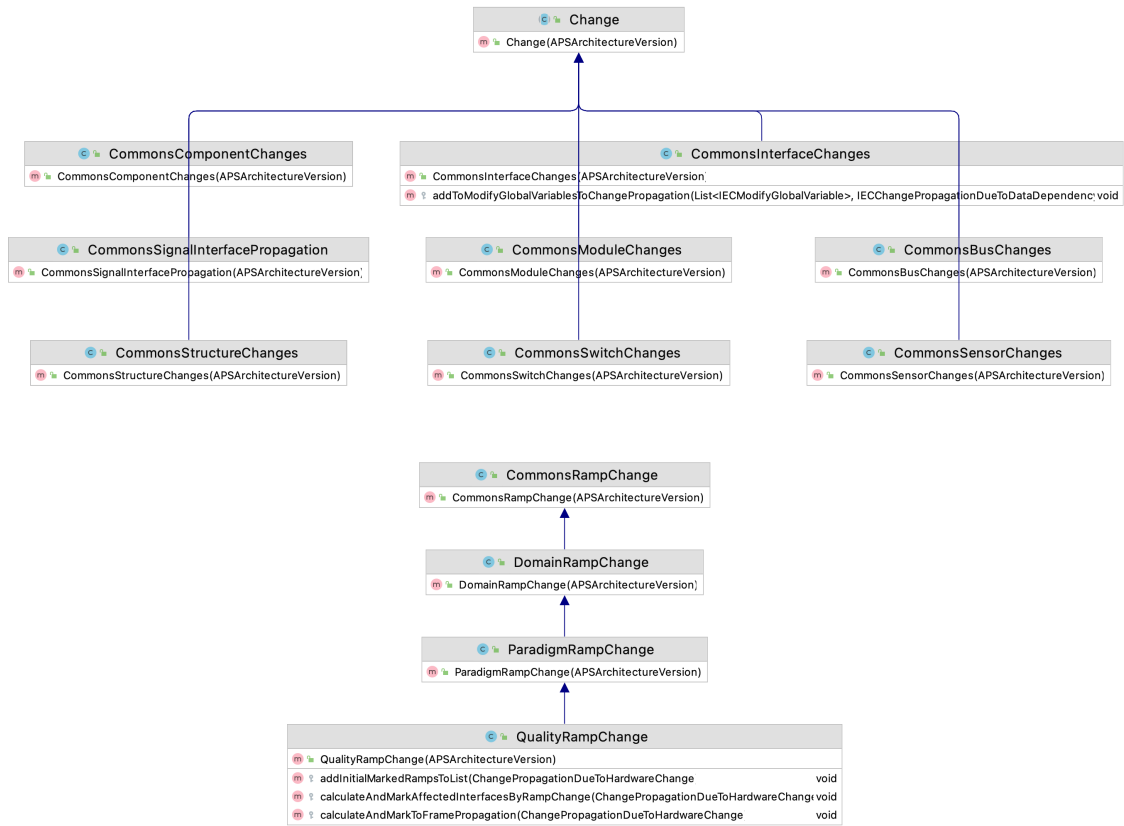 Change
Change(APSArchitectureVersion)
CommonsComponentChanges
CommonsComponentChanges(APSArchitectureVersion)
CommonsInterfaceChanges
CommonsInterfaceChanges(APSArchitectureVersion)
addToModifyGlobalVariablesToChangePropagation(List<IECModifyGlobalVariable>, IECChangePropagationDueToDataDependenc void
CommonsSignalInterfacePropagation
CommonsSignalInterfacePropagation(APSArchitectureVersion)
CommonsModuleChanges
CommonsModuleChanges(APSArchitectureVersion)
CommonsBusChanges
CommonsBusChanges(APSArchitectureVersion)
CommonsStructureChanges
CommonsStructureChanges(APSArchitectureVersion)
CommonsSwitchChanges
CommonsSwitchChanges(APSArchitectureVersion)
CommonsSensorChanges
CommonsSensorChanges(APSArchitectureVersion)
CommonsRampChange
CommonsRampChange(APSArchitectureVersion)
DomainRampChange
DomainRampChange(APSArchitectureVersion)
ParadigmRampChange
ParadigmRampChange(APSArchitectureVersion)
QualityRampChange
QualityRampChange(APSArchitectureVersion)
addInitialMarkedRampsToList(ChangePropagationDueToHardwareChange void
calculateAndMarkAffectedInterfacesByRampChange(ChangePropagationDueToHardwareChange void
calculateAndMarkToFramePropagation(ChangePropagationDueToHardwareChange void